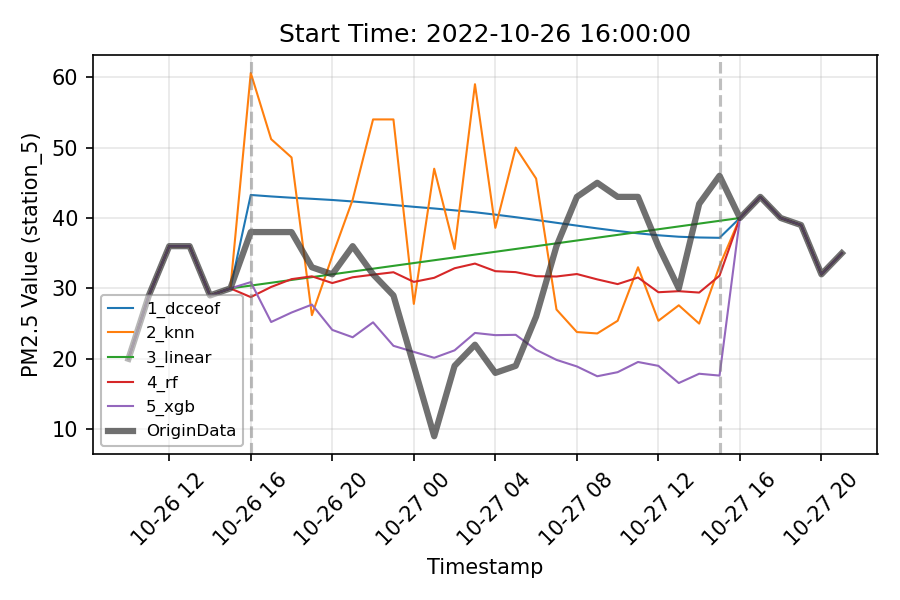 Start Time: 2022-10-26 16:00:00
PM2.5 Value (station_5)
60
50
40
30
20
10
1_dcceof
2_knn
3_linear
4_rf
5_xgb
OriginData
10-26 12
10-26 16
10-26 20
10-27 00
10-27 04
10-27 08
10-27 12
10-27 16
10-27 20
Timestamp